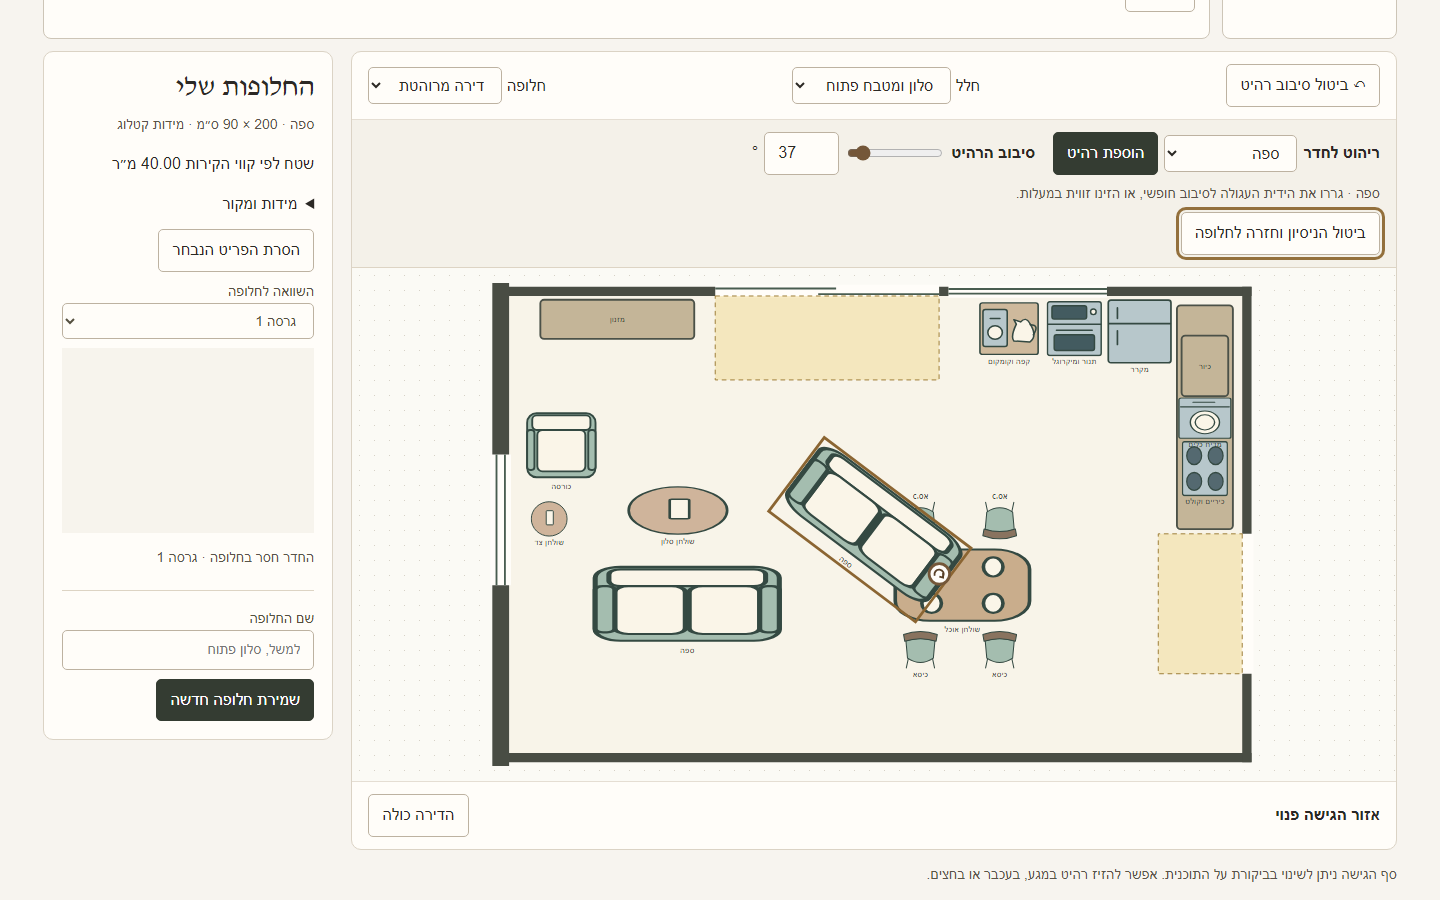 ↶ ביטול סיבוב רהיט
חלל סלון ומטבח פתוח
חלופה דירה מרוהטת
ריהוט לחדר ספה הוספת רהיט סיבוב הרהיט 37 °
ספה · גררו את הידית העגולה לסיבוב חופשי, או הזינו זווית במעלות.
ביטול הניסיון וחזרה לחלופה
מזנון
קפה וקומקום
תנור ומיקרוגל
מקרר
כיור
כיריים וקולט
כורסה
שולחן צד
שולחן סלון
ספה
ספה
שולחן אוכל
כיסא
כיסא
אזור הגישה פנוי
הדירה כולה
סף הגישה ניתן לשינוי בביקורת על התוכנית. אפשר להזיז רהיט במגע, בעכבר או בחצים.
החלופות שלי
ספה · 200 × 90 ס״מ · מידות קטלוג
שטח לפי קווי הקירות 40.00 מ״ר
◀ מידות ומקור
הסרת הפריט הנבחר
השוואה לחלופה
גרסה 1
החדר חסר בחלופה · גרסה 1
שם החלופה
למשל, סלון פתוח
שמירת חלופה חדשה